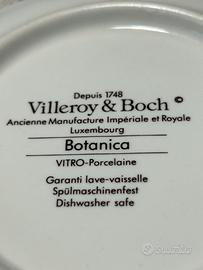 Depuis 1748
Villeroy & Boch ©
Ancienne Manufacture Impériale et Royale
Luxembourg
Botanica
VITRO-Porcelaine
Garanti lave-vaisselle
Spülmaschinenfest
Dishwasher safe
subito